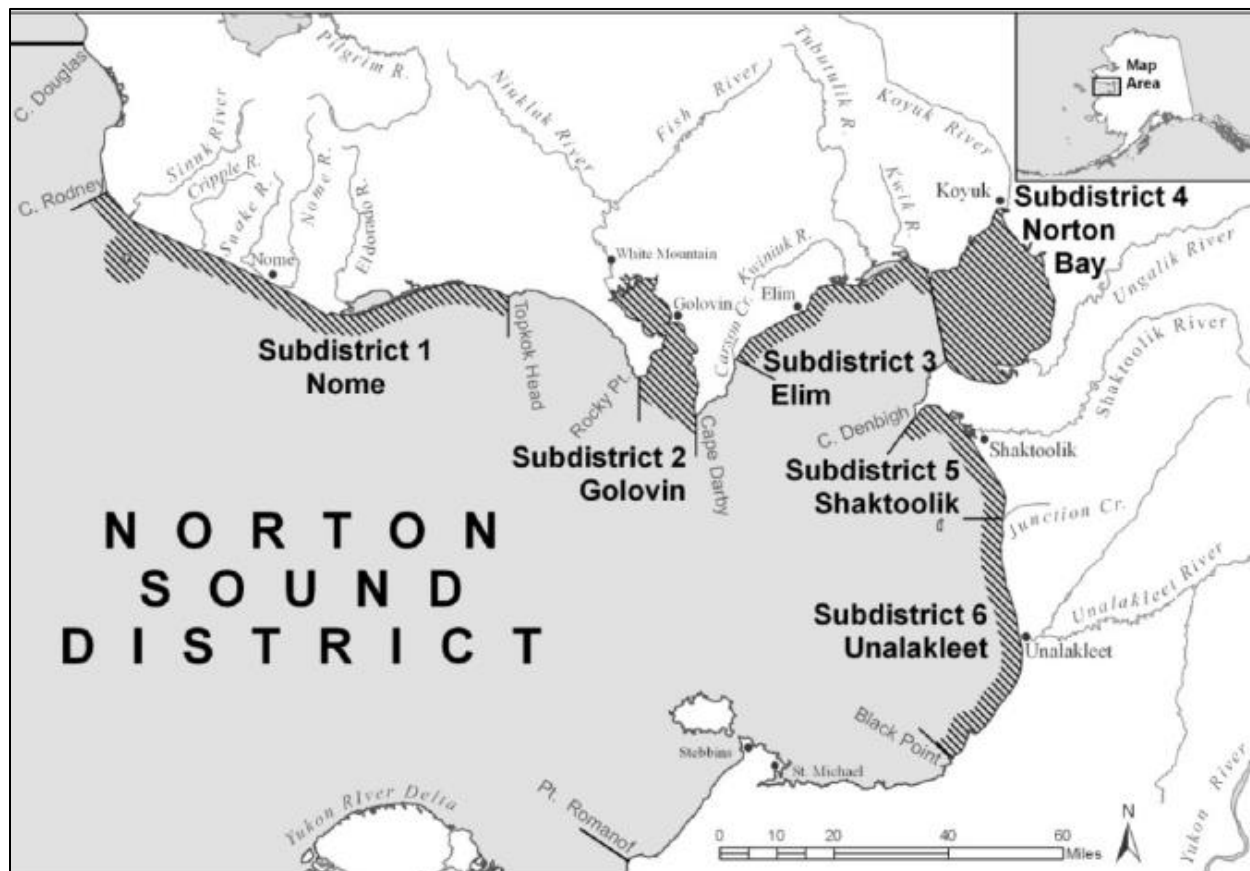 Map
Area
C. Douglas
Pilgrim R.
Niukluk River
Fish River
Tubutulik R.
Koyuk River
Sinuk River
Cripple R.
Snake R.
Nome R.
Eldorado R.
Kwik R.
Koyuk
C. Rodney
Nome
White Mountain
Golovin
Kwiniuk R.
Elim
Carson Cr.
Subdistrict 4
Norton
Bay
Ungalik River
Shaktoolik River
Subdistrict 1
Nome
Topkok Head
Rocky Pt.
Cape Darby
Subdistrict 3
Elim
C. Denbigh
Shaktoolik
Subdistrict 2
Golovin
Subdistrict 5
Shaktoolik
Junction Cr.
NORTON
SOUND
DISTRICT
Subdistrict 6
Unalakleet
Unalakleet River
Unalakleet
Black Point
Stebbins
St. Michael
Pt. Romanof
Yukon River Delta
Yukon River
N
0 5 10 20 40 60
Miles